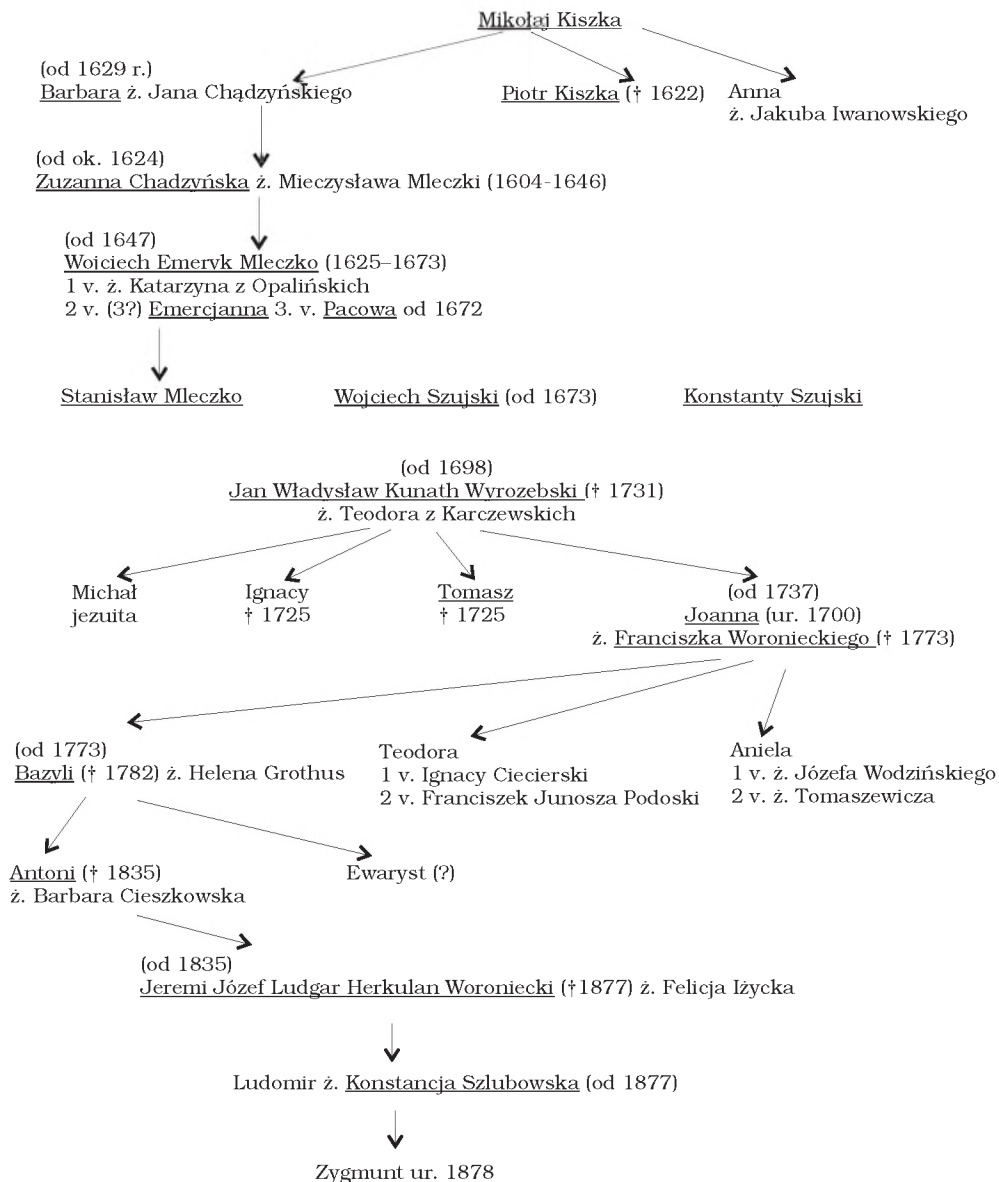 Mikołaj Kiszka
(od 1629 r.)
Barbara ż. Jana Chądzyńskiego
Piotr Kiszka († 1622)
Anna
ż. Jakuba Iwanowskiego
(od ok. 1624)
Zuzanna Chadzyńska ż. Mieczysława Mleczki (1604-1646)
(od 1647)
Wojciech Emeryk Mleczko (1625–1673)
1 v. ż. Katarzyna z Opalińskich
2 v. (3?) Emercjanna 3. v. Pacowa od 1672
Stanisław Mleczko
Wojciech Szujski (od 1673)
Konstanty Szujski
(od 1698)
Jan Władysław Kunath Wyrozebski († 1731)
ż. Teodora z Karczewskich
Michał
jezuita
Ignacy
† 1725
Tomasz
† 1725
(od 1737)
Joanna (ur. 1700)
ż. Franciszka Woronieckiego († 1773)
(od 1773)
Bazyli († 1782) ż. Helena Grothus
Teodora
1 v. Ignacy Ciecierski
2 v. Franciszek Junosza Podoski
Aniela
1 v. ż. Józefa Wodzińskiego
2 v. ż. Tomaszewicza
Antoni († 1835)
ż. Barbara Cieszkowska
Ewaryst (?)
(od 1835)
Jeremi Józef Ludgar Herkulan Woroniecki (†1877) ż. Felicja Iżycka
Ludomir ż. Konstancja Szlubowska (od 1877)
Zygmunt ur. 1878